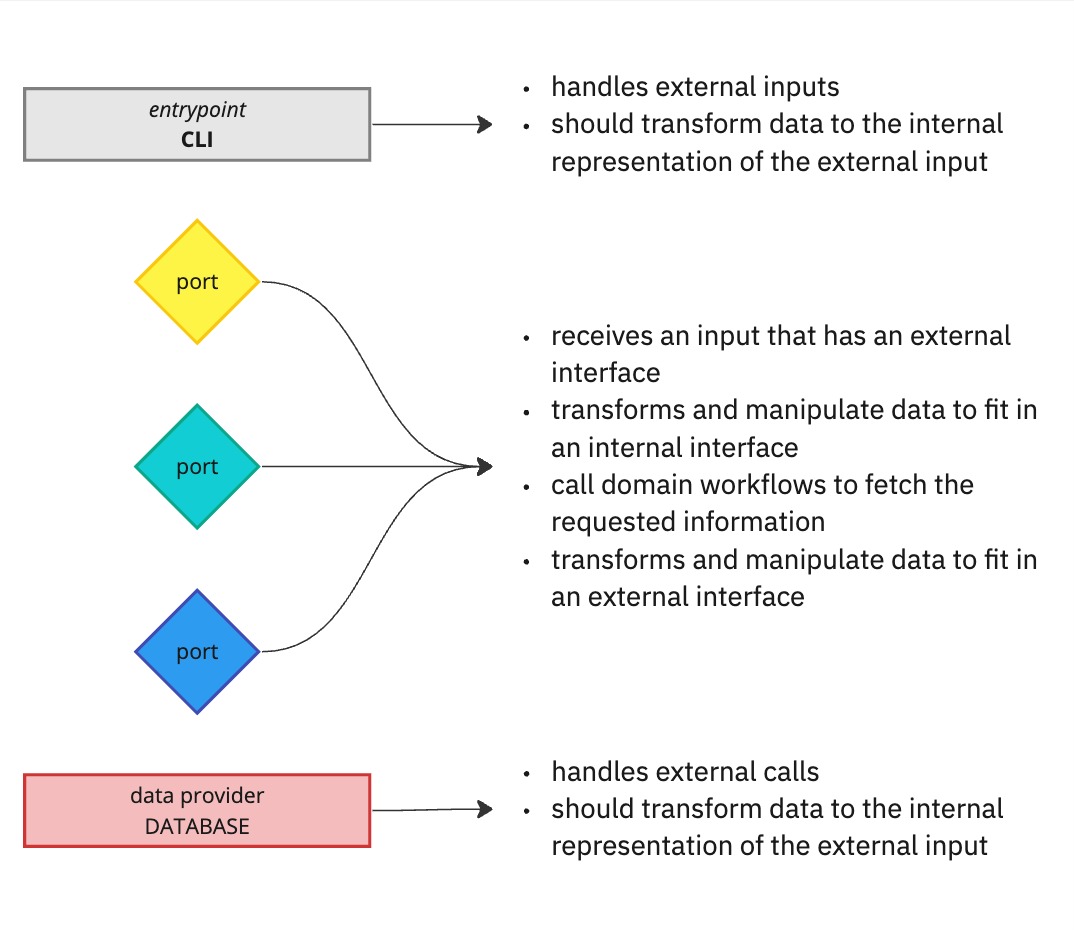 entrypoint
CLI
• handles external inputs
• should transform data to the internal
representation of the external input
port
port
port
• receives an input that has an external
interface
• transforms and manipulate data to fit in
an internal interface
• call domain workflows to fetch the
requested information
• transforms and manipulate data to fit in
an external interface
data provider
DATABASE
• handles external calls
• should transform data to the internal
representation of the external input